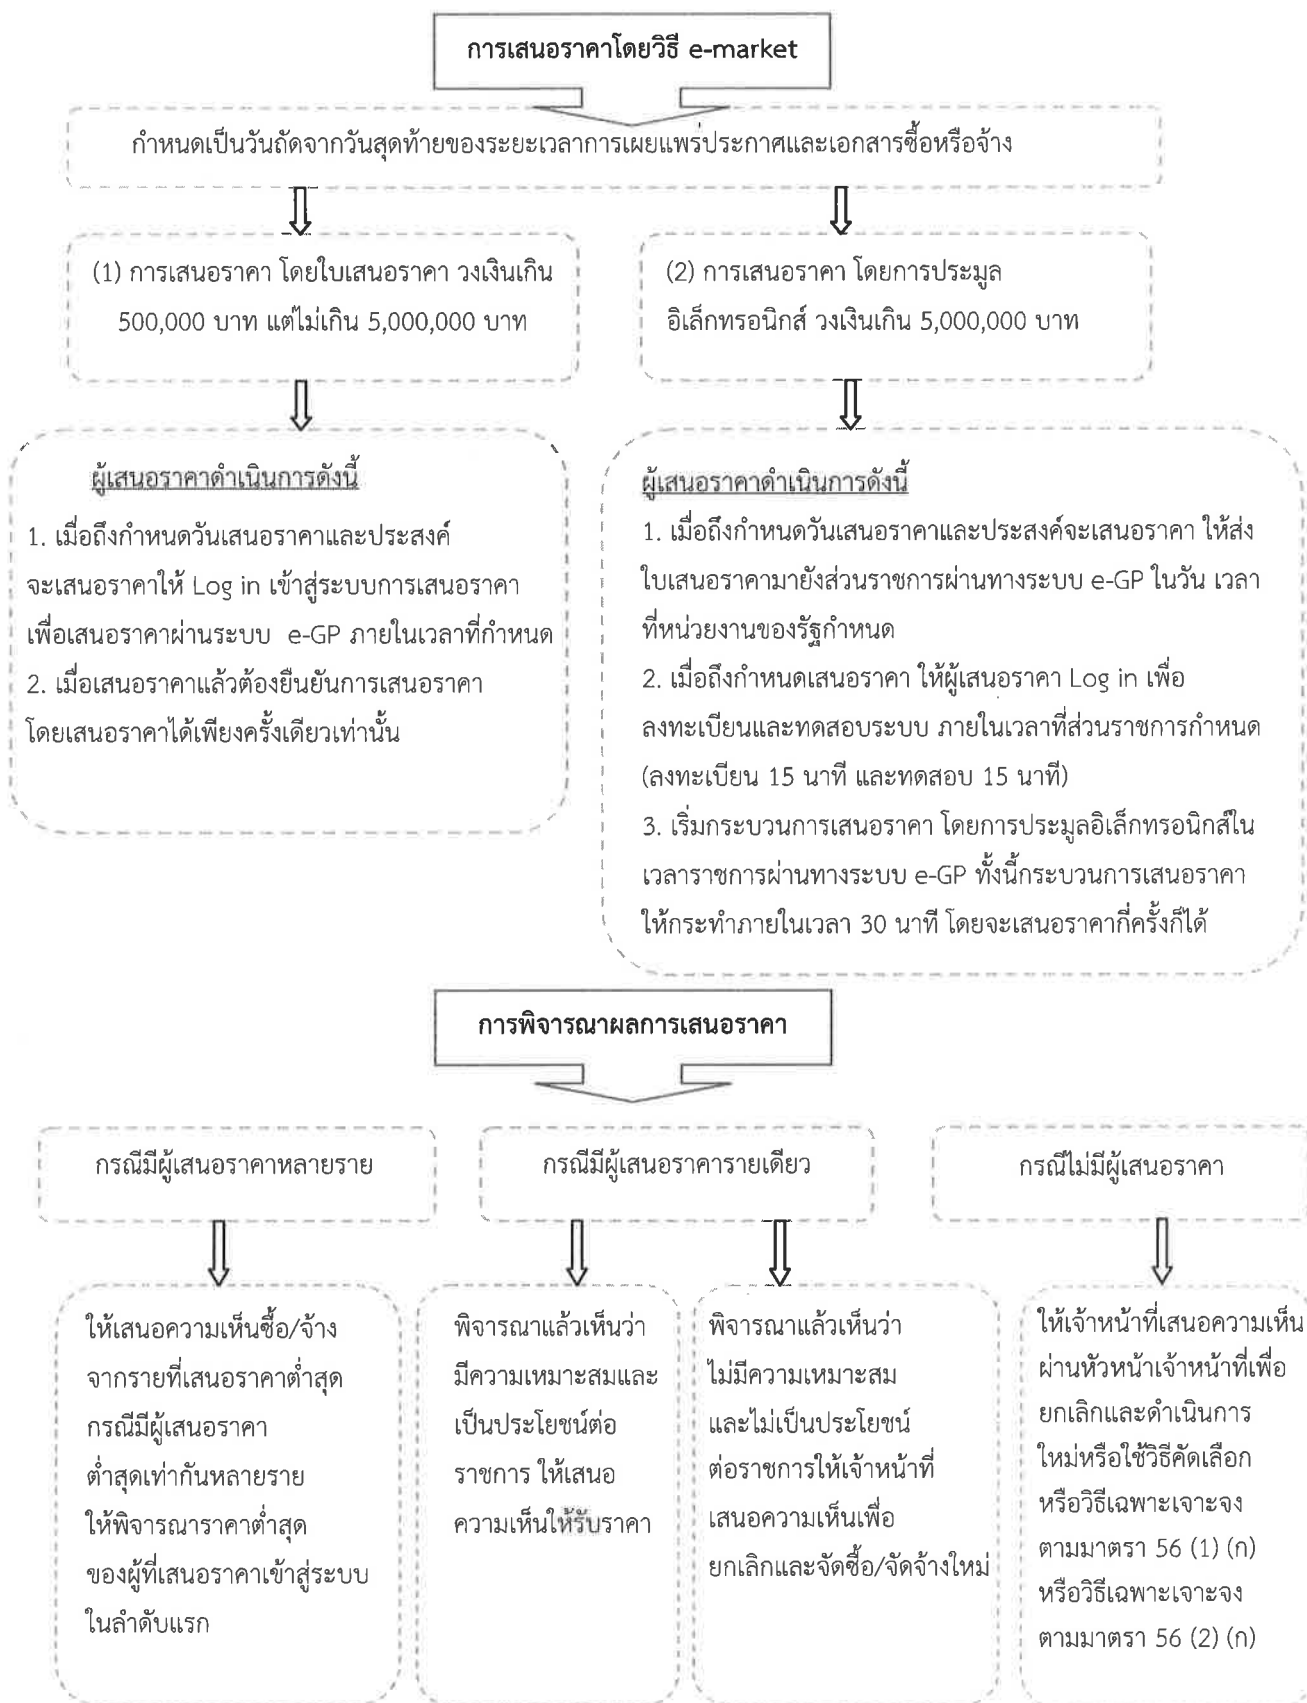 การเสนอราคาโดยวิธี e-market
กำหนดเป็นวันถัดจากวันสุดท้ายของระยะเวลาการเผยแพร่ประกาศและเอกสารซื้อหรือจ้าง
(1) การเสนอราคา โดยใบเสนอราคา วงเงินเกิน
500,000 บาท แต่ไม่เกิน 5,000,000 บาท
(2) การเสนอราคา โดยการประมูล
อิเล็กทรอนิกส์ วงเงินเกิน 5,000,000 บาท
ผู้เสนอราคาดำเนินการดังนี้
1. เมื่อถึงกำหนดวันเสนอราคาและประสงค์
จะเสนอราคาให้ Log in เข้าสู่ระบบการเสนอราคา
เพื่อเสนอราคาผ่านระบบ e-GP ภายในเวลาที่กำหนด
2. เมื่อเสนอราคาแล้วต้องยืนยันการเสนอราคา
โดยเสนอราคาได้เพียงครั้งเดียวเท่านั้น
ผู้เสนอราคาดำเนินการดังนี้
1. เมื่อถึงกำหนดวันเสนอราคาและประสงค์จะเสนอราคา ให้ส่ง
ใบเสนอราคามายังส่วนราชการผ่านทางระบบ e-GP ในวัน เวลา
ที่หน่วยงานของรัฐกำหนด
2. เมื่อถึงกำหนดเสนอราคา ให้ผู้เสนอราคา Log in เพื่อ
ลงทะเบียนและทดสอบระบบ ภายในเวลาที่ส่วนราชการกำหนด
(ลงทะเบียน 15 นาที และทดสอบ 15 นาที)
3. เริ่มกระบวนการเสนอราคา โดยการประมูลอิเล็กทรอนิกส์ใน
เวลาราชการผ่านทางระบบ e-GP ทั้งนี้กระบวนการเสนอราคา
ให้กระทำภายในเวลา 30 นาที โดยจะเสนอราคากี่ครั้งก็ได้
การพิจารณาผลการเสนอราคา
กรณีมีผู้เสนอราคาหลายราย
กรณีมีผู้เสนอราคารายเดียว
กรณีไม่มีผู้เสนอราคา
ให้เสนอความเห็นซื้อ/จ้าง
จากรายที่เสนอราคาต่ำสุด
กรณีมีผู้เสนอราคา
ต่ำสุดเท่ากันหลายราย
ให้พิจารณาราคาต่ำสุด
ของผู้ที่เสนอราคาเข้าสู่ระบบ
ในลำดับแรก
พิจารณาแล้วเห็นว่า
มีความเหมาะสมและ
เป็นประโยชน์ต่อ
ราชการ ให้เสนอ
ความเห็นให้รับราคา
พิจารณาแล้วเห็นว่า
ไม่มีความเหมาะสม
และไม่เป็นประโยชน์
ต่อราชการให้เจ้าหน้าที่
เสนอความเห็นเพื่อ
ยกเลิกและจัดซื้อ/จัดจ้างใหม่
ให้เจ้าหน้าที่เสนอความเห็น
ผ่านหัวหน้าเจ้าหน้าที่เพื่อ
ยกเลิกและดำเนินการ
ใหม่หรือใช้วิธีคัดเลือก
หรือวิธีเฉพาะเจาะจง
ตามมาตรา 56 (1) (ก)
หรือวิธีเฉพาะเจาะจง
ตามมาตรา 56 (2) (ก)